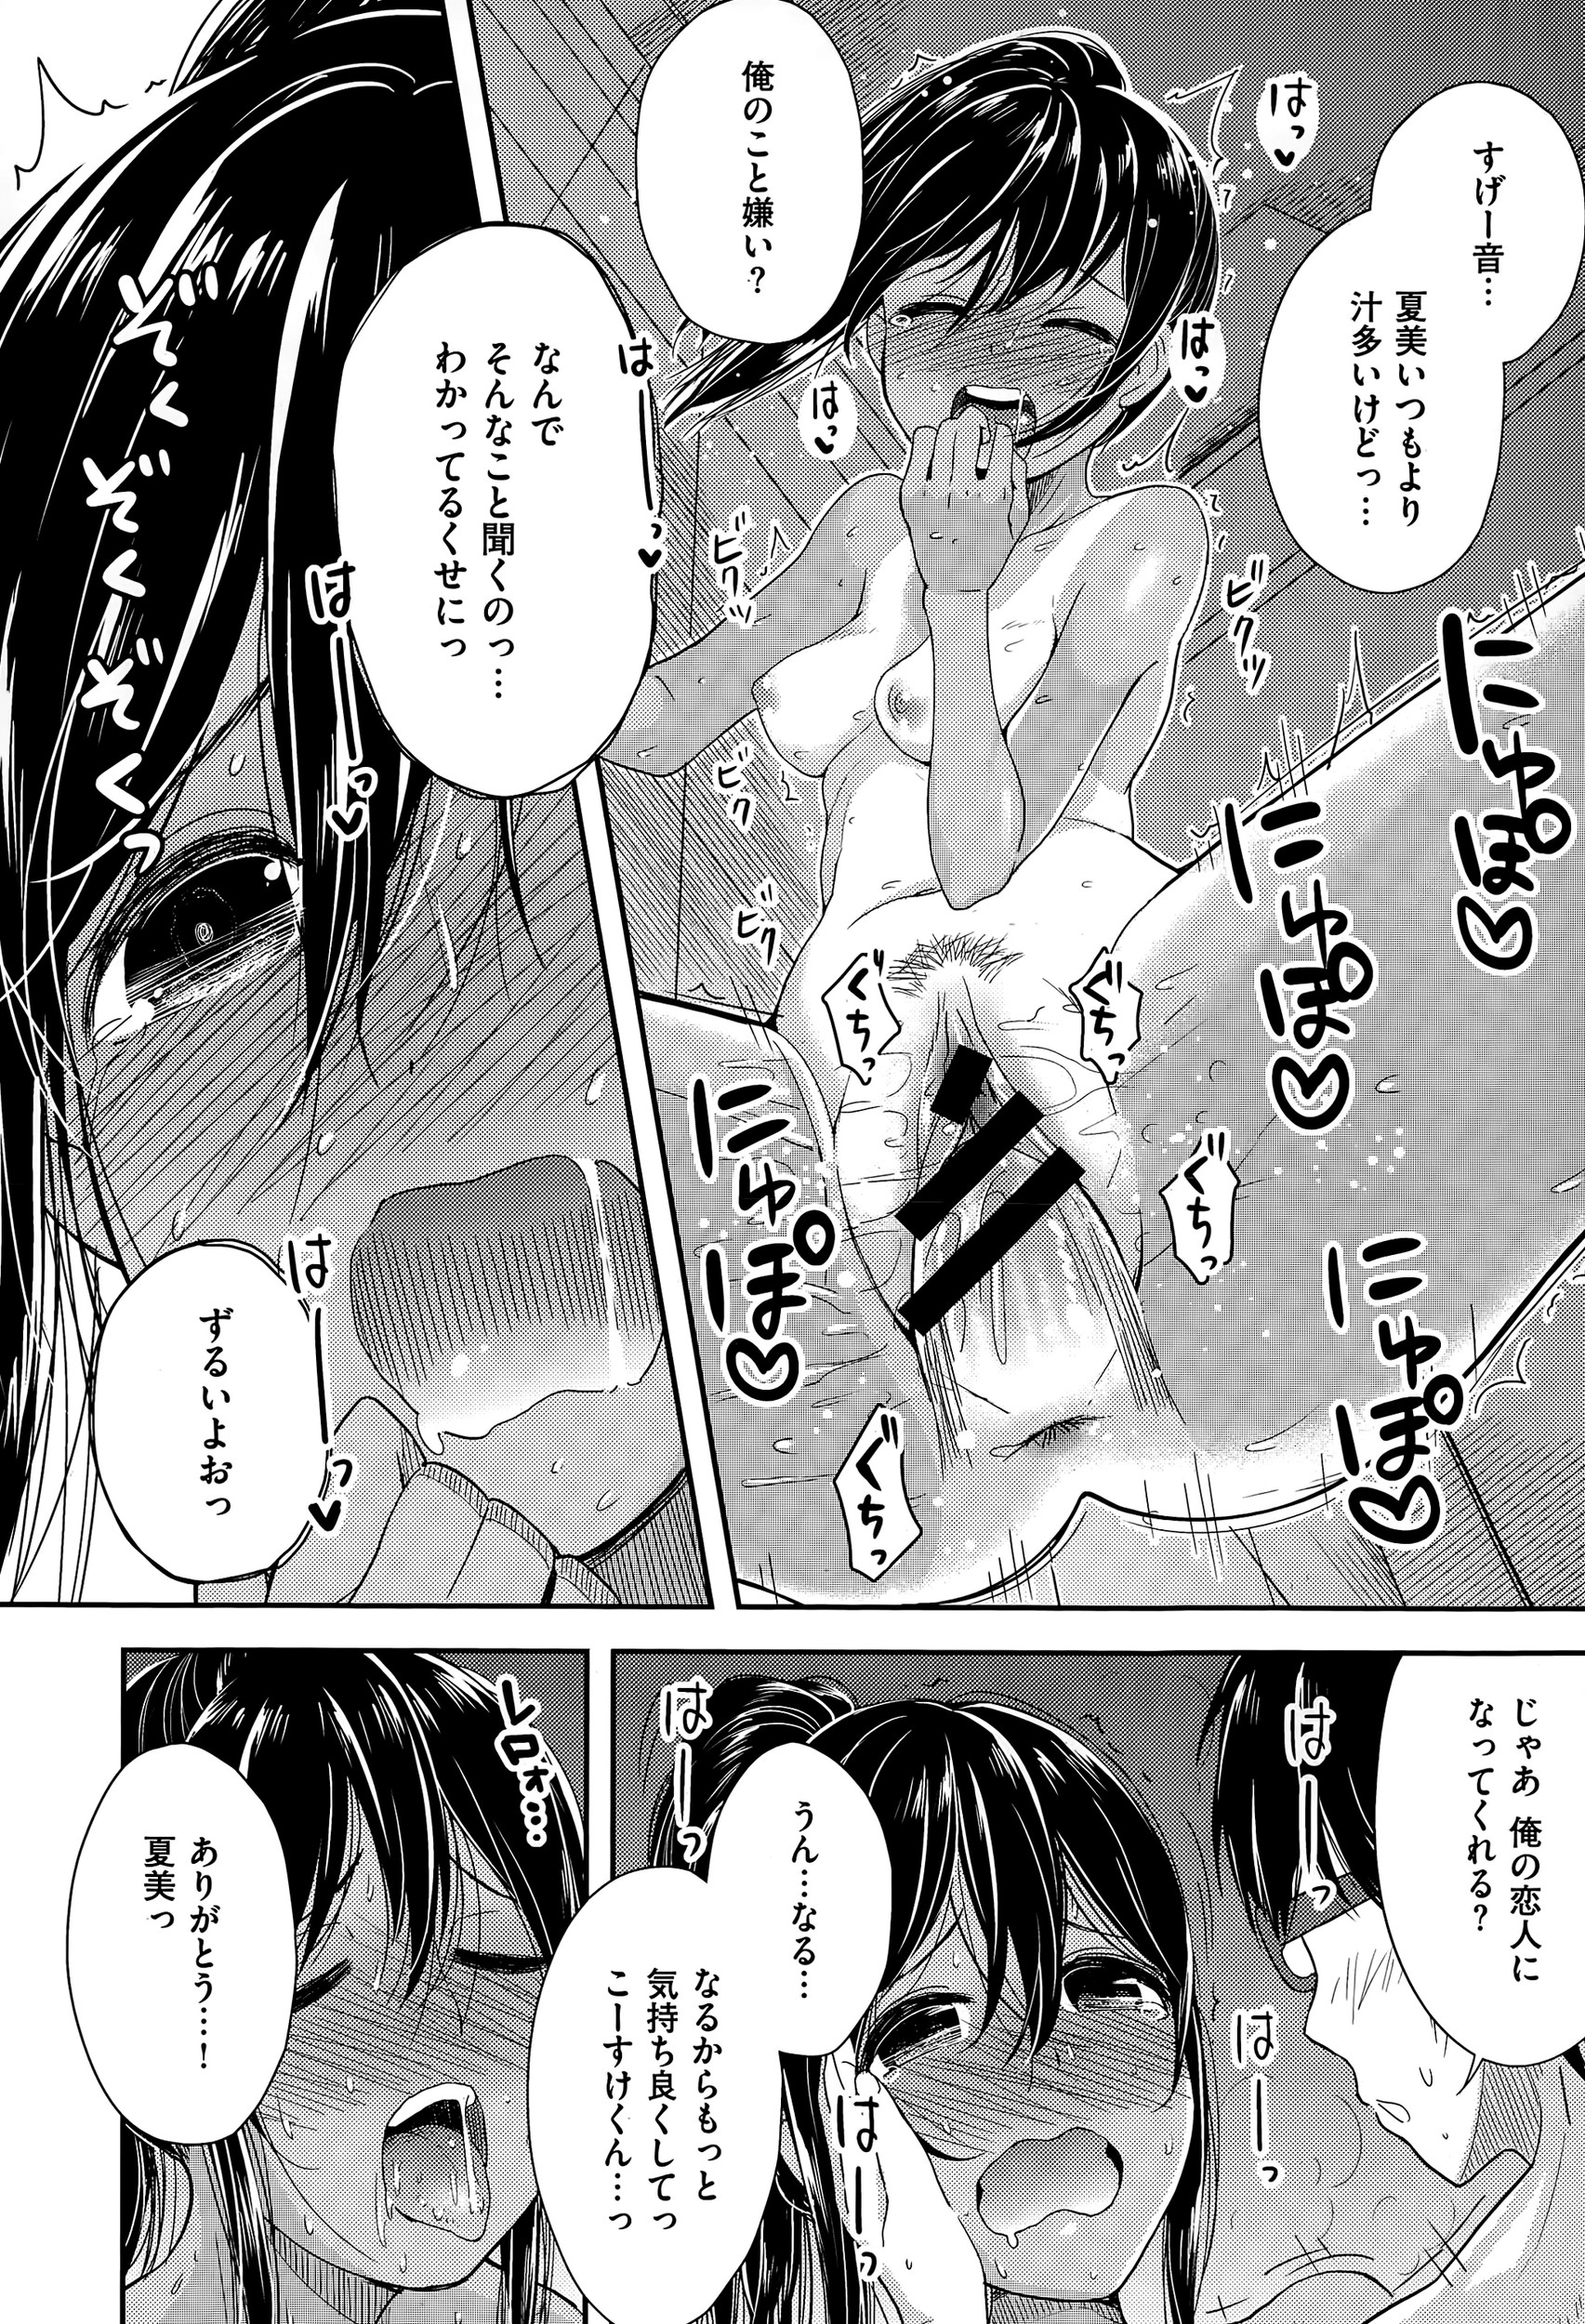 すげー音…
夏美いつもより
汁多いけどっ…
俺のこと嫌い?
はっ
はっ
はっ
ビクッ
ビクッ
ビク
ビク
にゅぽ
にゅぽ
にゅぽ
にゅぽ
ぐちっ
ぐちっ
ぐちっ
ぐちっ
なんで
そんなこと聞くのっ…
わかってるくせにっ
はーーっ
はーーっ
ぞく
ぞく
ぞくっ
ずるいよおっ
はーーっ
じゃあ 俺の恋人に
なってくれる?
はーーっ
はーーっ
うん…なる…
なるからもっと
気持ち良くしてっ
こーすけくん…っ
はーーっ
はーーっ
レロォ…
ありがとう…!
夏美っ